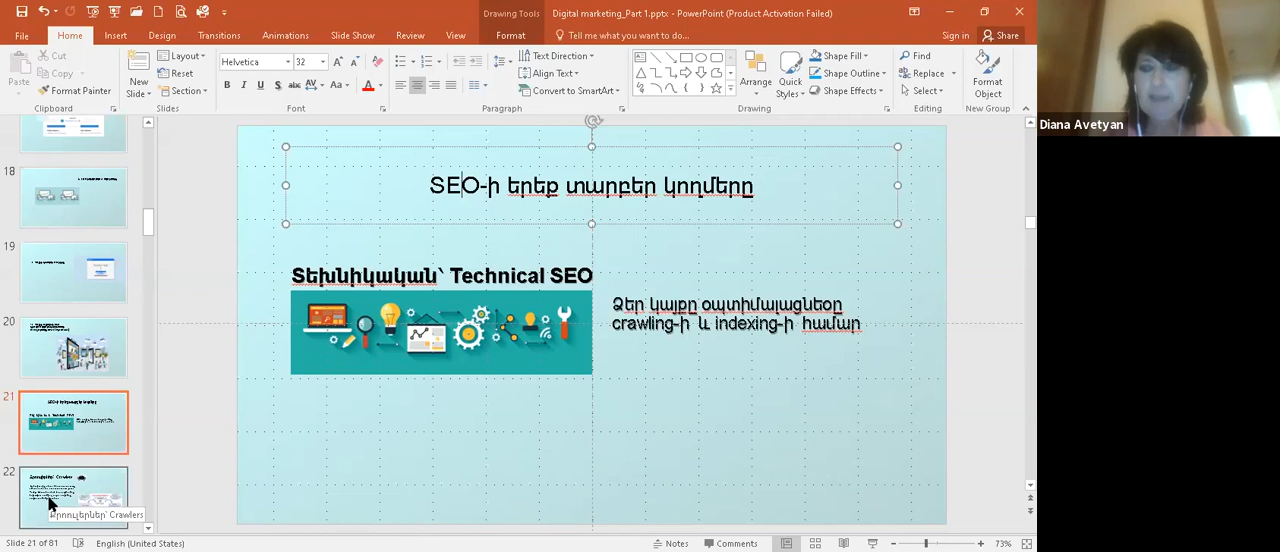 Drawing Tools
Digital marketing_Part 1.pptx - PowerPoint (Product Activation Failed)
File
Home
Insert
Design
Transitions
Animations
Slide Show
Review
View
Format
Tell me what you want to do...
Sign in
Share
Paste
Cut
Copy
Format Painter
Clipboard
New
Slide
Layout
Reset
Section
Slides
Helvetica
32
Font
Text Direction
Align Text
Convert to SmartArt
Paragraph
Arrange
Quick
Styles
Shape Fill
Shape Outline
Shape Effects
Drawing
Find
Replace
Select
Editing
Format
Object
New Group
Diana Avetyan
18
19
20
21
22
SEO-ի երեք տարբեր կողմերը
Տեխնիկական՝ Technical SEO
Ձեր կայքը օպտիմալացնեօը
crawling-ի և indexing-ի համար
Crawlers
Slide 21 of 81
English (United States)
Notes
Comments
73%